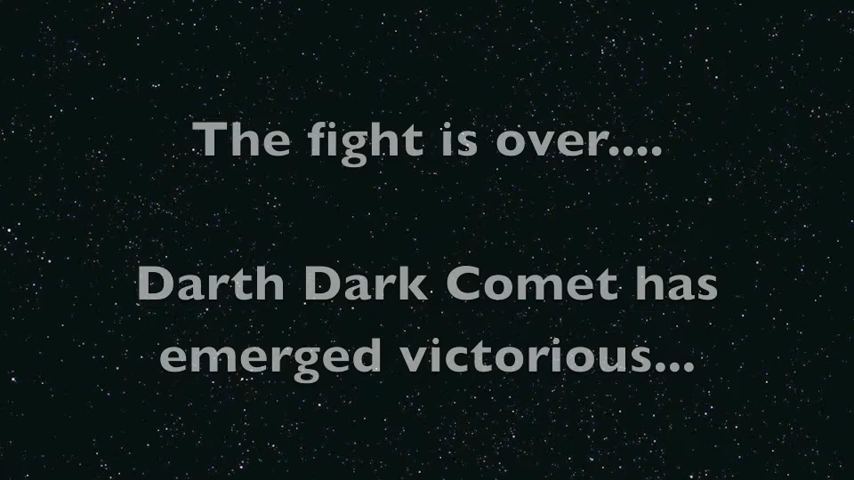 The fight is over....
Darth Dark Comet has
emerged victorious...